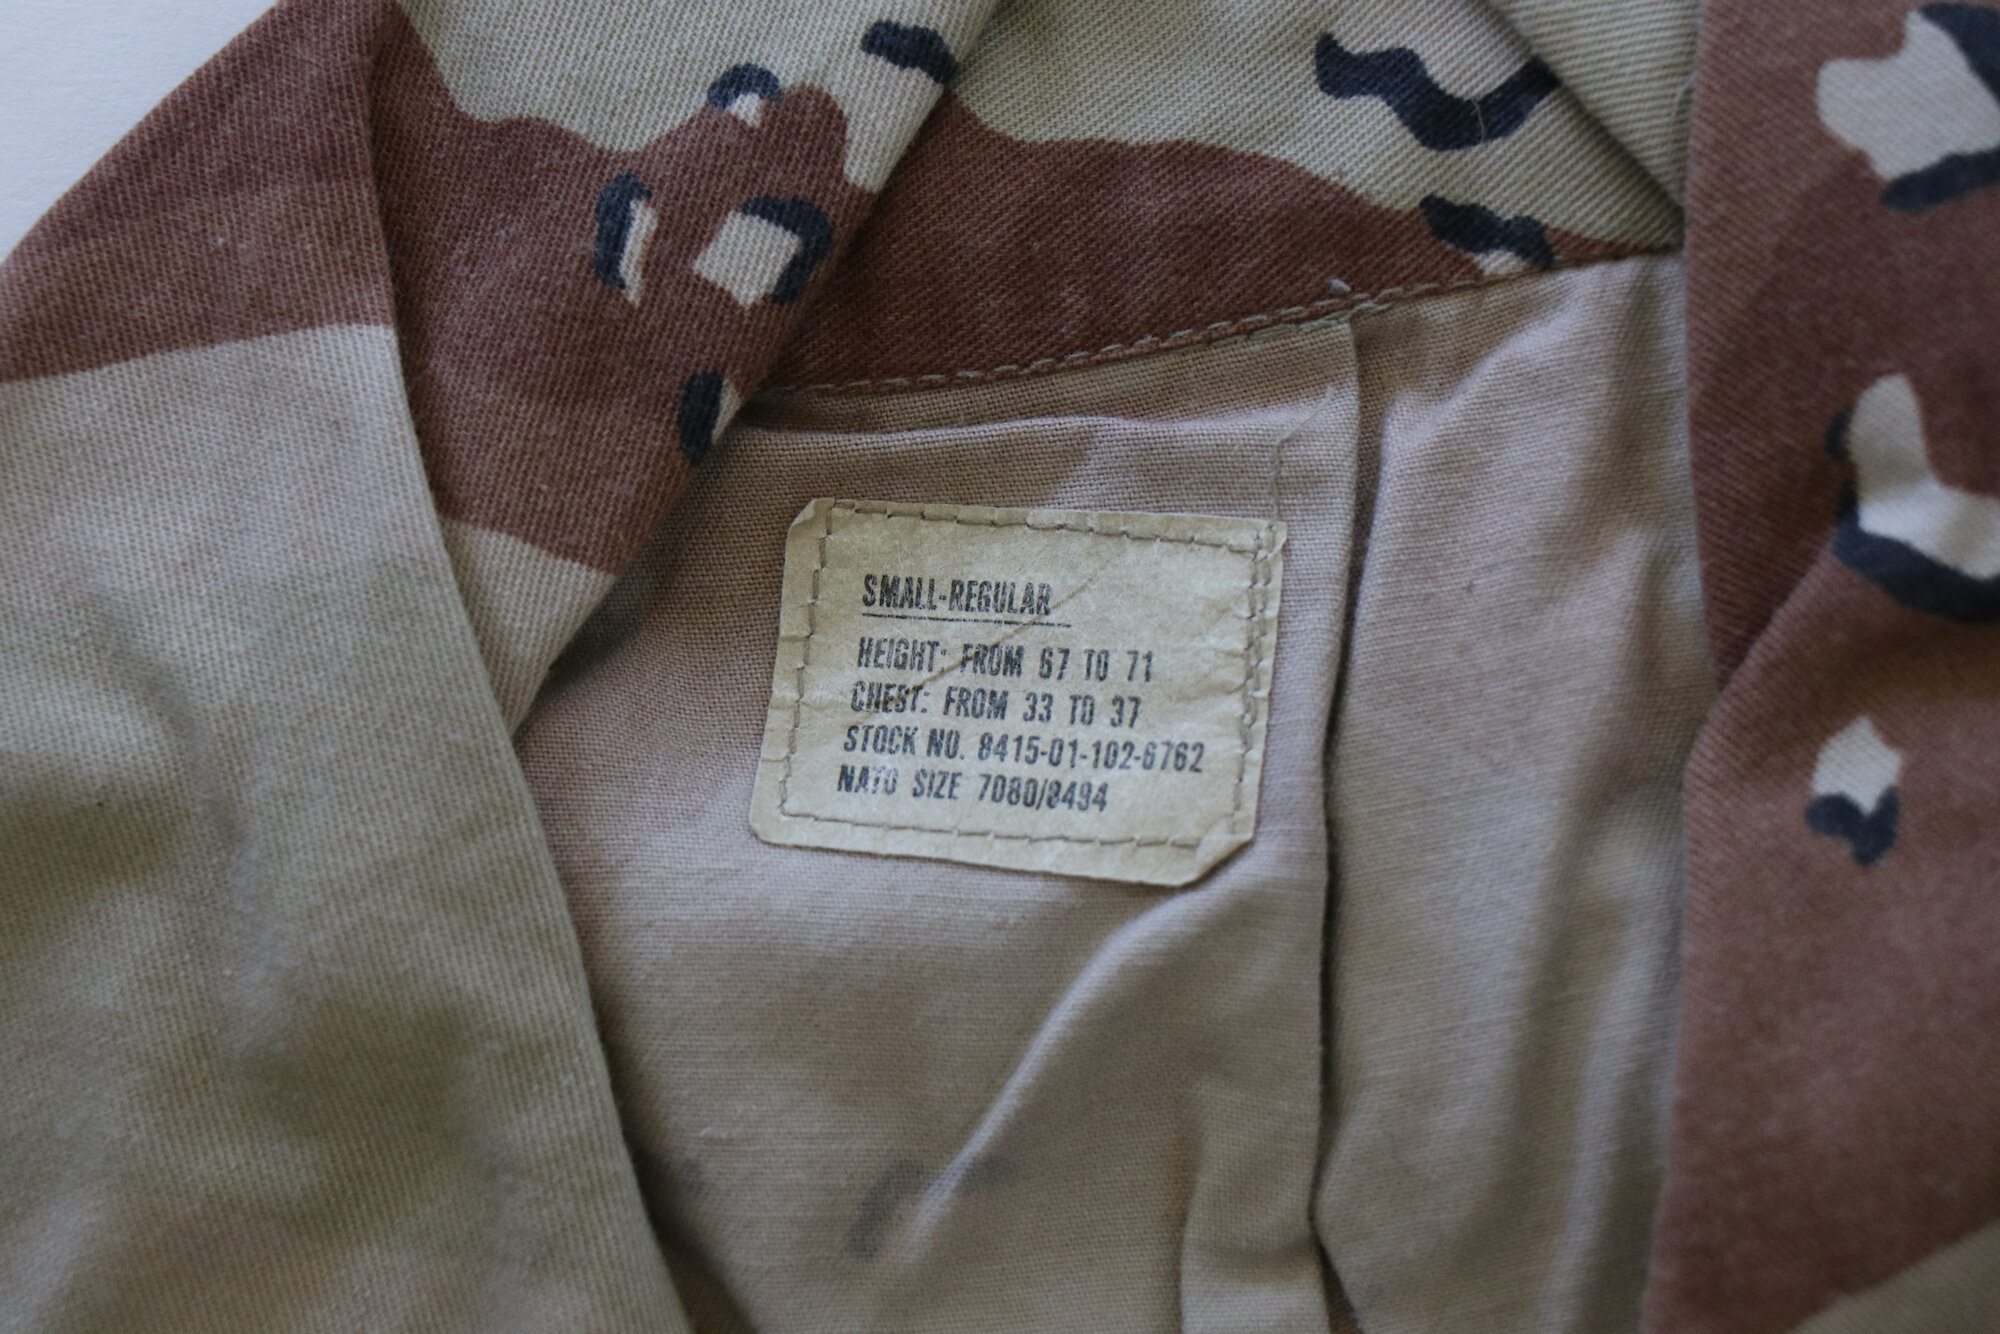 SMALL-REGULAR
HEIGHT: FROM 67 TO 71
CHEST: FROM 33 TO 37
STOCK NO. 8415-01-102-6762
NATO SIZE 7080/8494